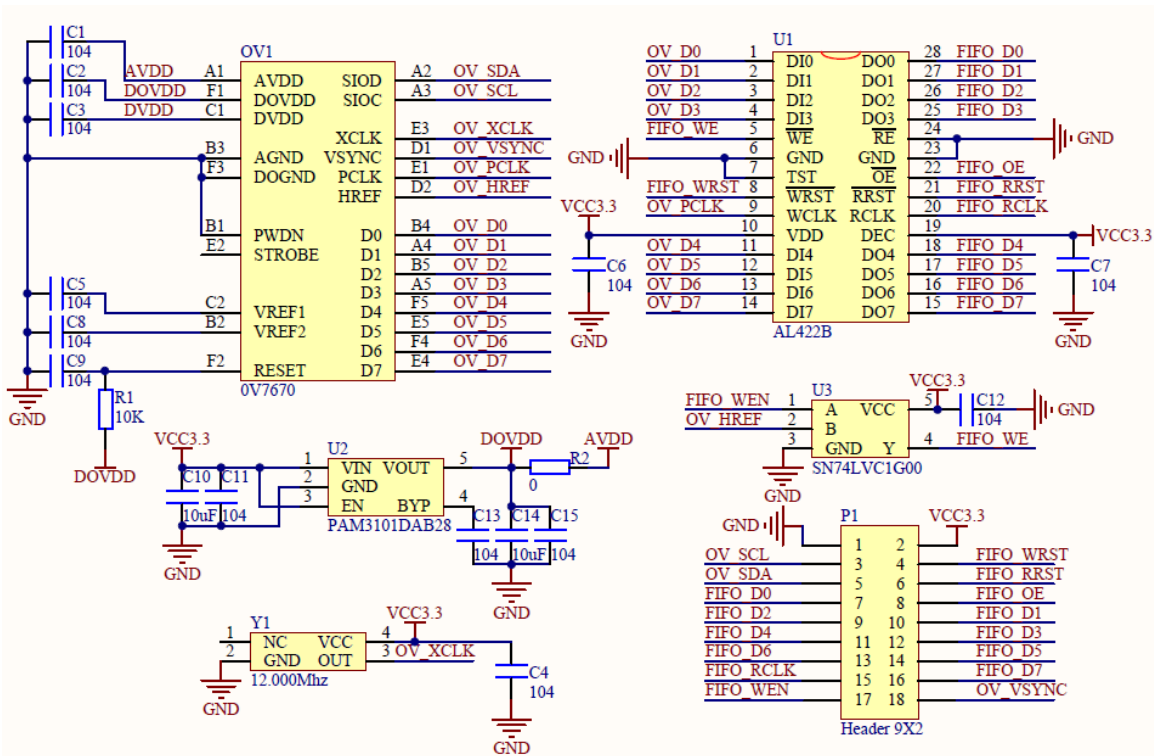 C1
104
C2
104
C3
104
AVDD
DOVDD
DVDD
OV1
A1 AVDD SIOD A2 OV_SDA
F1 DOVDD SIOC A3 OV_SCL
C1 DVDD
XCLK E3 OV_XCLK
B3 AGND VSYNC D1 OV_VSYNC
F3 DOGND PCLK E1 OV_PCLK
HREF D2 OV_HREF
B1 PWDN D0 B4 OV_D0
E2 STROBE D1 A4 OV_D1
D2 B5 OV_D2
D3 A5 OV_D3
C2 VREF1 D4 F5 OV_D4
B2 VREF2 D5 E5 OV_D5
D6 F4 OV_D6
F2 RESET D7 E4 OV_D7
0V7670
C5
104
C8
104
C9
104
GND
R1
10K
DOVDD
U1
OV_D0 1 DI0 DO0 28 FIFO_D0
OV_D1 2 DI1 DO1 27 FIFO_D1
OV_D2 3 DI2 DO2 26 FIFO_D2
OV_D3 4 DI3 DO3 25 FIFO_D3
FIFO_WE 5 WE RE 24
GND 6 GND GND 23 GND
7 TST OE 22 FIFO_OE
FIFO_WRST 8 WRST RRST 21 FIFO_RRST
OV_PCLK 9 WCLK RCLK 20 FIFO_RCLK
VCC3.3 10 VDD DEC 19 VCC3.3
OV_D4 11 DI4 DO4 18 FIFO_D4
OV_D5 12 DI5 DO5 17 FIFO_D5
OV_D6 13 DI6 DO6 16 FIFO_D6
OV_D7 14 DI7 DO7 15 FIFO_D7
AL422B
C6
104
GND
C7
104
GND
U3
VCC3.3
FIFO_WEN 1 A VCC 5 C12
104
GND
OV_HREF 2 B
3 GND Y 4 FIFO_WE
SN74LVC1G00
GND
VCC3.3
U2
DOVDD
AVDD
1 VIN VOUT 5 R2
0
2 GND
3 EN BYP 4
PAM3101DAB28
C10
10uF
C11
104
GND
C13
104
C14
10uF
C15
104
GND
Y1
VCC3.3
1 NC VCC 4
2 GND OUT 3 OV_XCLK
12.000Mhz
GND
C4
104
GND
P1
GND 1 2 VCC3.3
OV_SCL 3 4 FIFO_WRST
OV_SDA 5 6 FIFO_RRST
FIFO_D0 7 8 FIFO_OE
FIFO_D2 9 10 FIFO_D1
FIFO_D4 11 12 FIFO_D3
FIFO_D6 13 14 FIFO_D5
FIFO_RCLK 15 16 FIFO_D7
FIFO_WEN 17 18 OV_VSYNC
Header 9X2